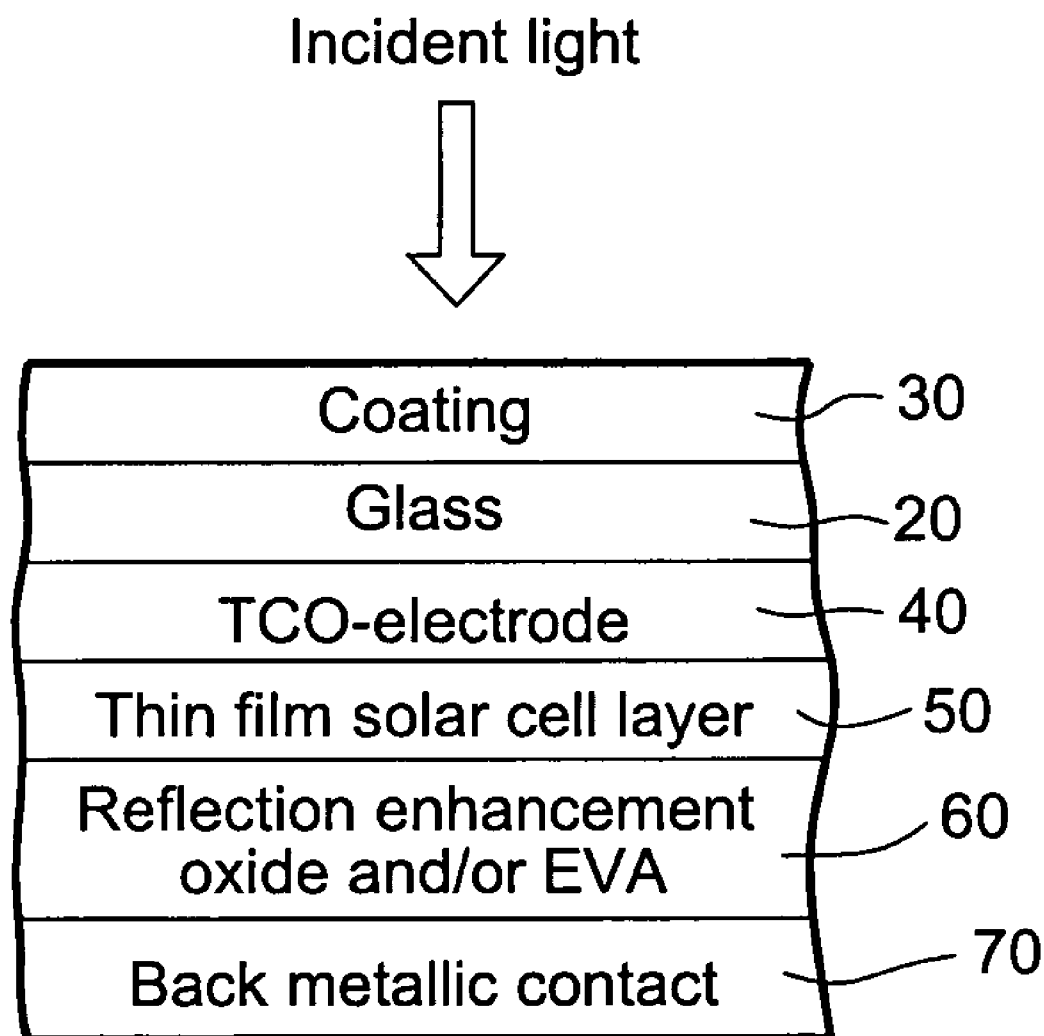 Incident light
Coating 30
Glass 20
TCO-electrode 40
Thin film solar cell layer 50
Reflection enhancement
oxide and/or EVA 60
Back metallic contact 70